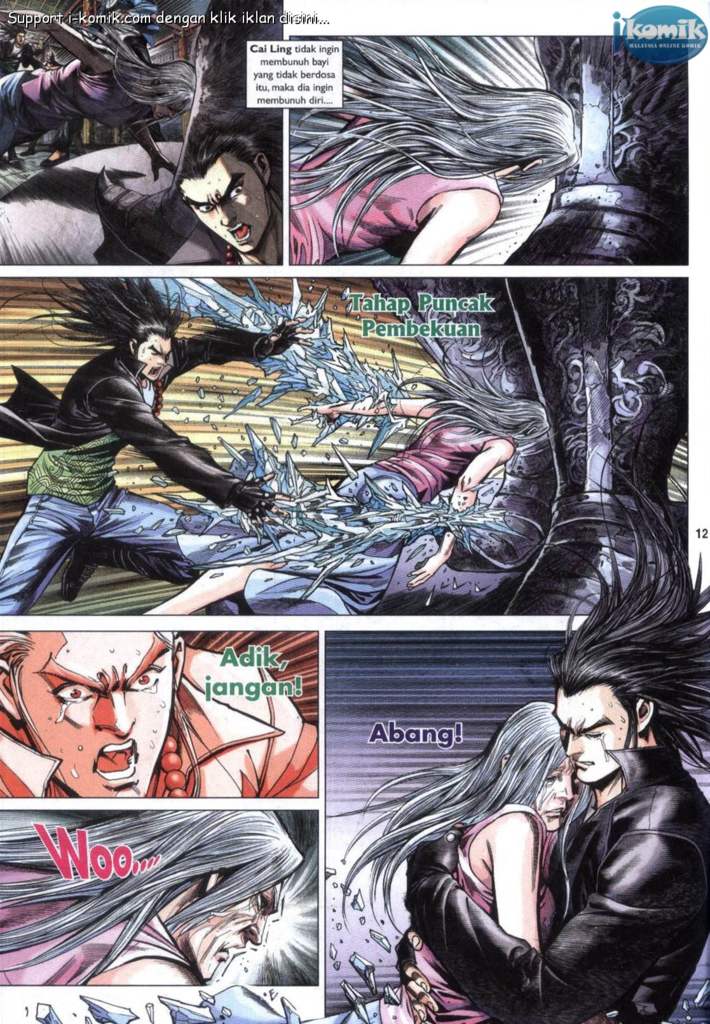 Support i-komik.com dengan klik iklan disini...
ikomik
MALAYSIA ONLINE KOMIK
Cai Ling tidak ingin
membunuh bayi
yang tidak berdosa
itu, maka dia ingin
membunuh diri....
Tahap Puncak
Pembekuan
12
Adik,
jangan!
Abang!
Woo,,,,